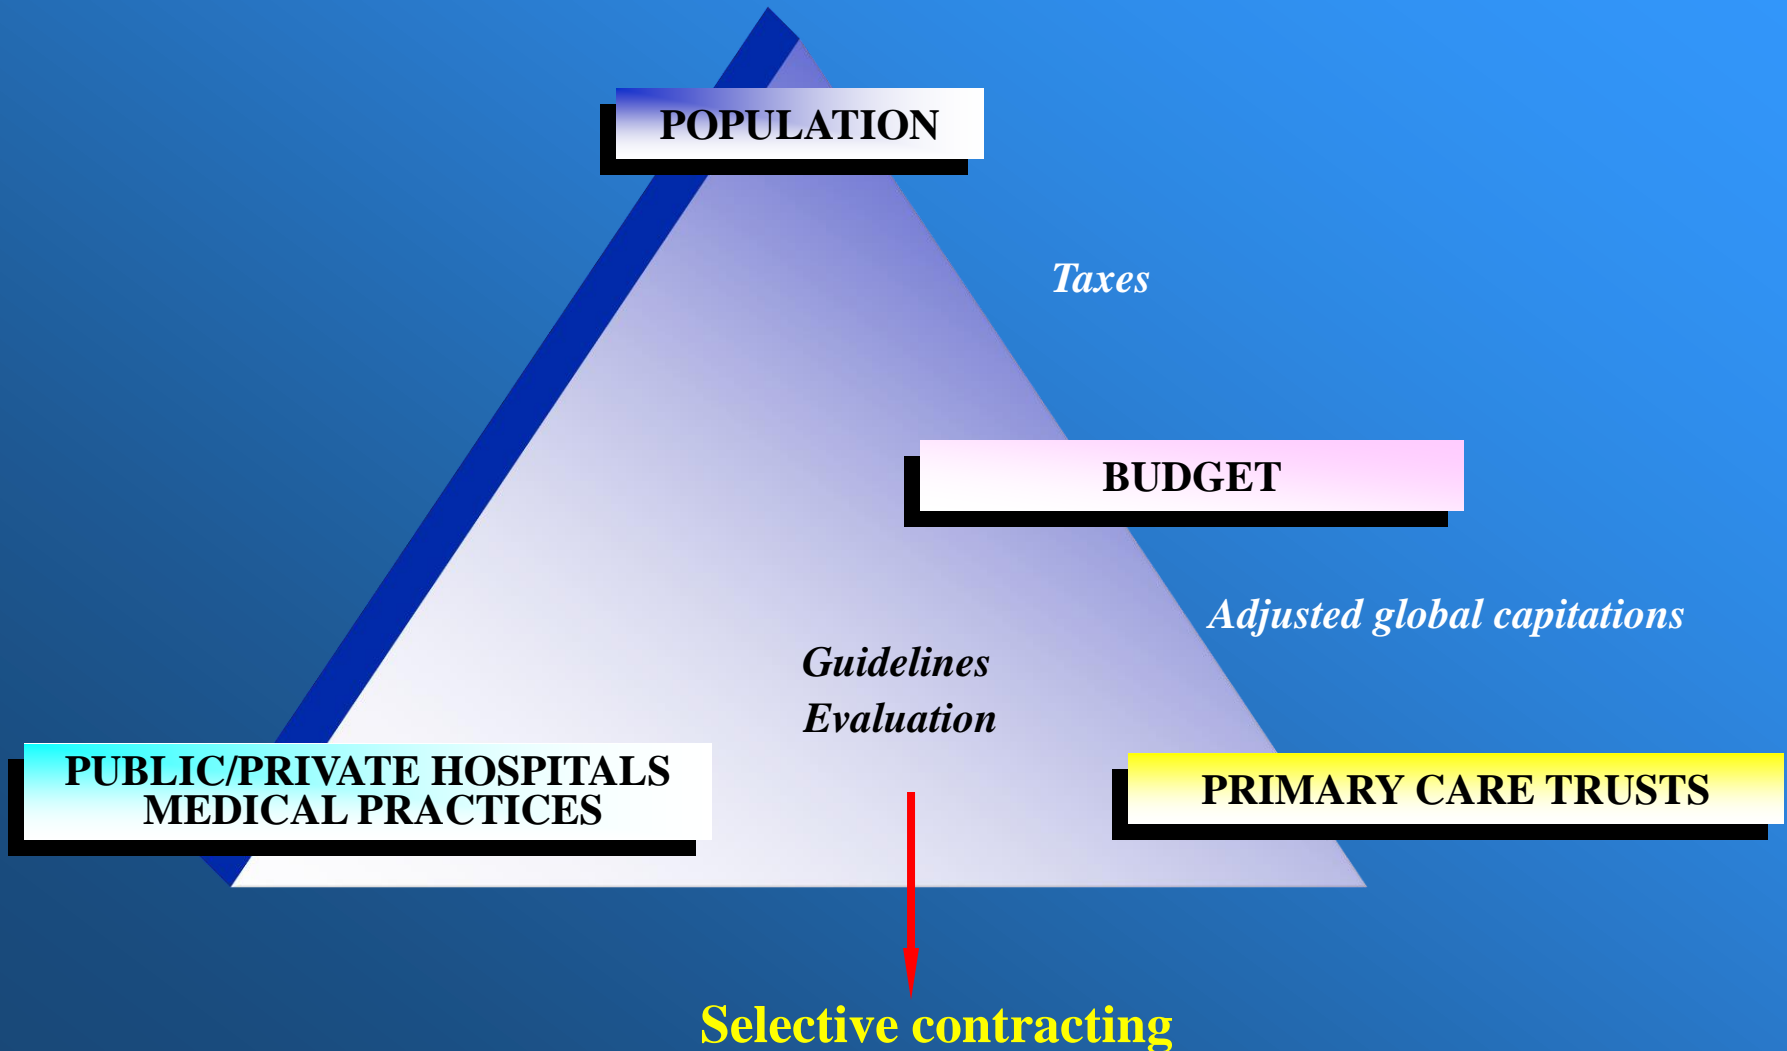 POPULATION
Taxes
BUDGET
Adjusted global capitations
Guidelines
Evaluation
PUBLIC/PRIVATE HOSPITALS
MEDICAL PRACTICES
PRIMARY CARE TRUSTS
Selective contracting